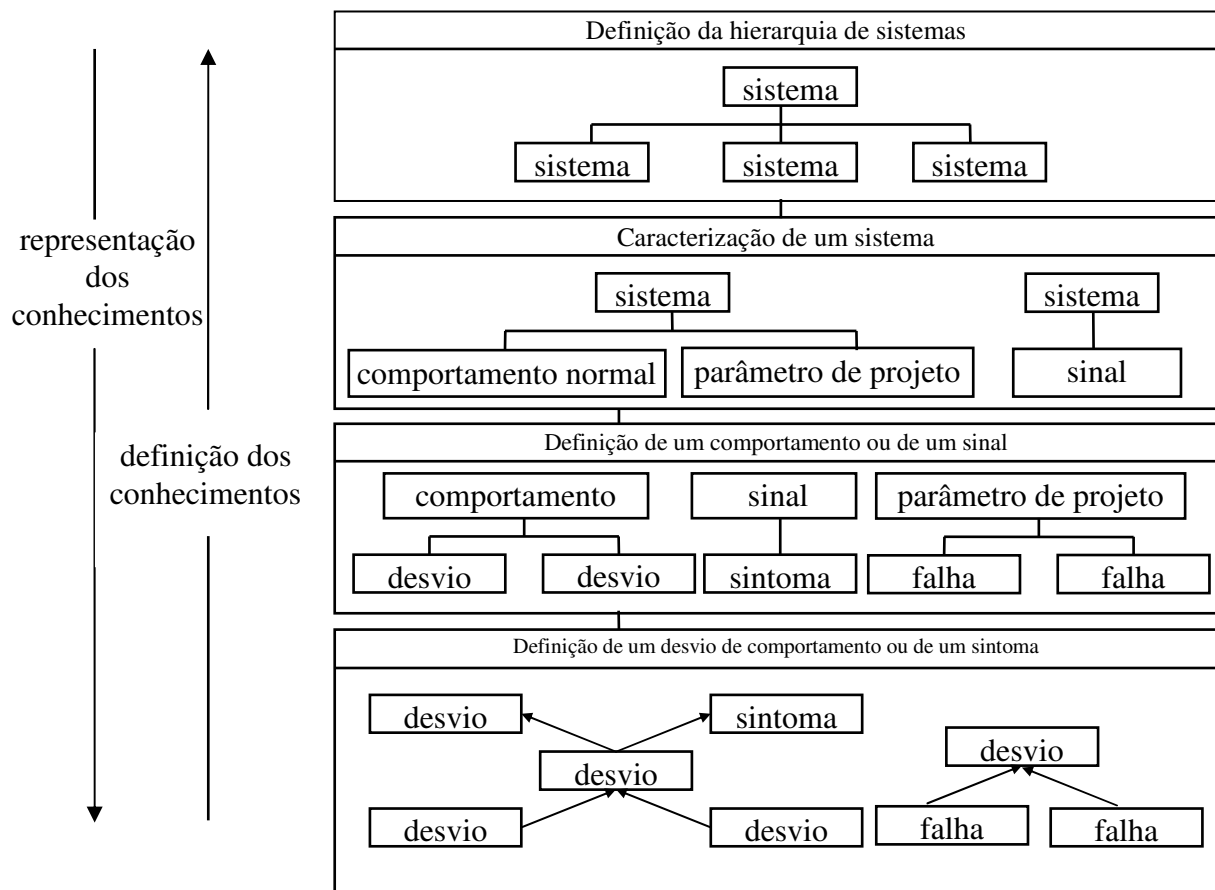 Definição da hierarquia de sistemas
sistema
sistema
sistema
sistema
representação
dos
conhecimentos
definição dos
conhecimentos
Caracterização de um sistema
sistema
sistema
comportamento normal
parâmetro de projeto
sinal
Definição de um comportamento ou de um sinal
comportamento
sinal
parâmetro de projeto
desvio
desvio
sintoma
falha
falha
Definição de um desvio de comportamento ou de um sintoma
desvio
sintoma
desvio
desvio
desvio
desvio
falha
falha